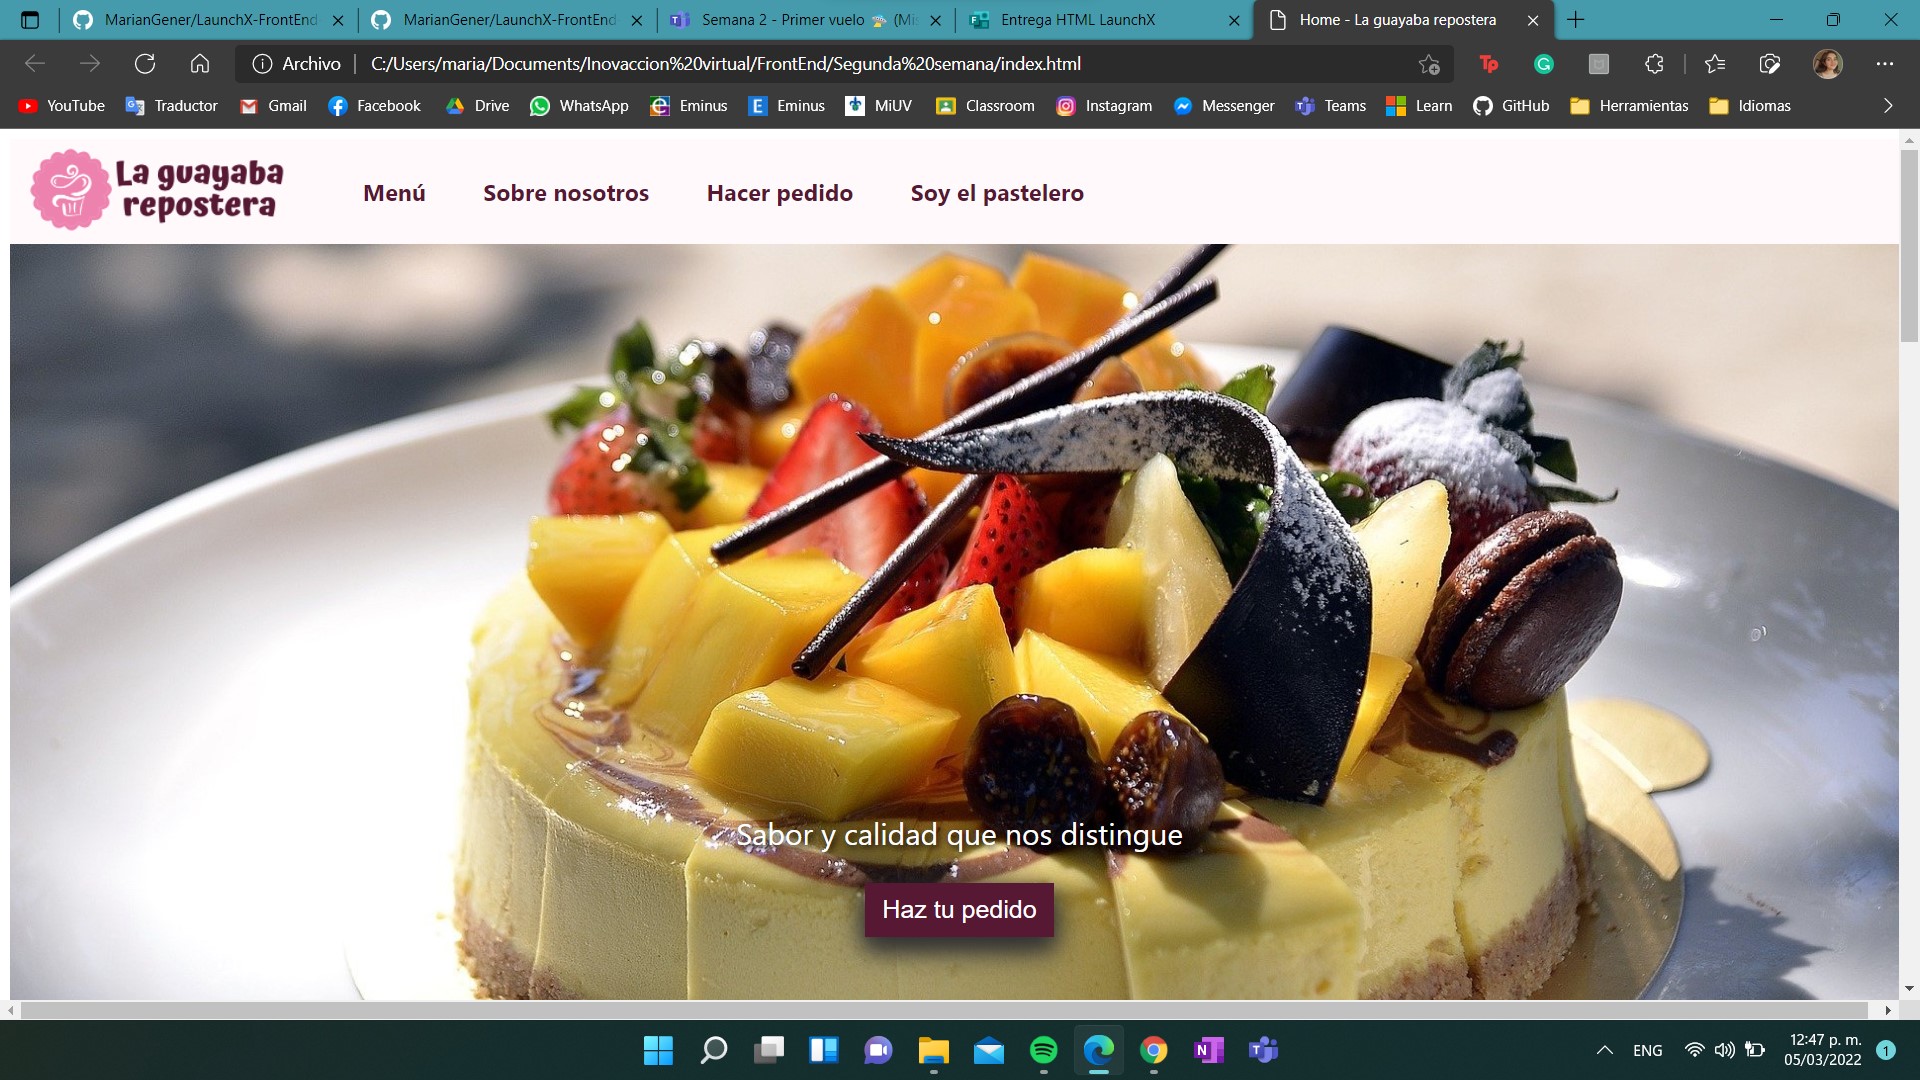 MarianGener/LaunchX-FrontEnd
MarianGener/LaunchX-FrontEnd
Semana 2 - Primer vuelo
(Mis
Entrega HTML LaunchX
Home - La guayaba repostera
Archivo
C:/Users/maria/Documents/Inovaccion%20virtual/FrontEnd/Segunda%20semana/index.html
YouTube
Traductor
Gmail
Facebook
Drive
WhatsApp
Eminus
Eminus
MiUV
Classroom
Instagram
Messenger
Teams
Learn
GitHub
Herramientas
Idiomas
La guayaba
repostera
Menú
Sobre nosotros
Hacer pedido
Soy el pastelero
Sabor y calidad que nos distingue
Haz tu pedido
ENG
12:47 p. m.
05/03/2022
1